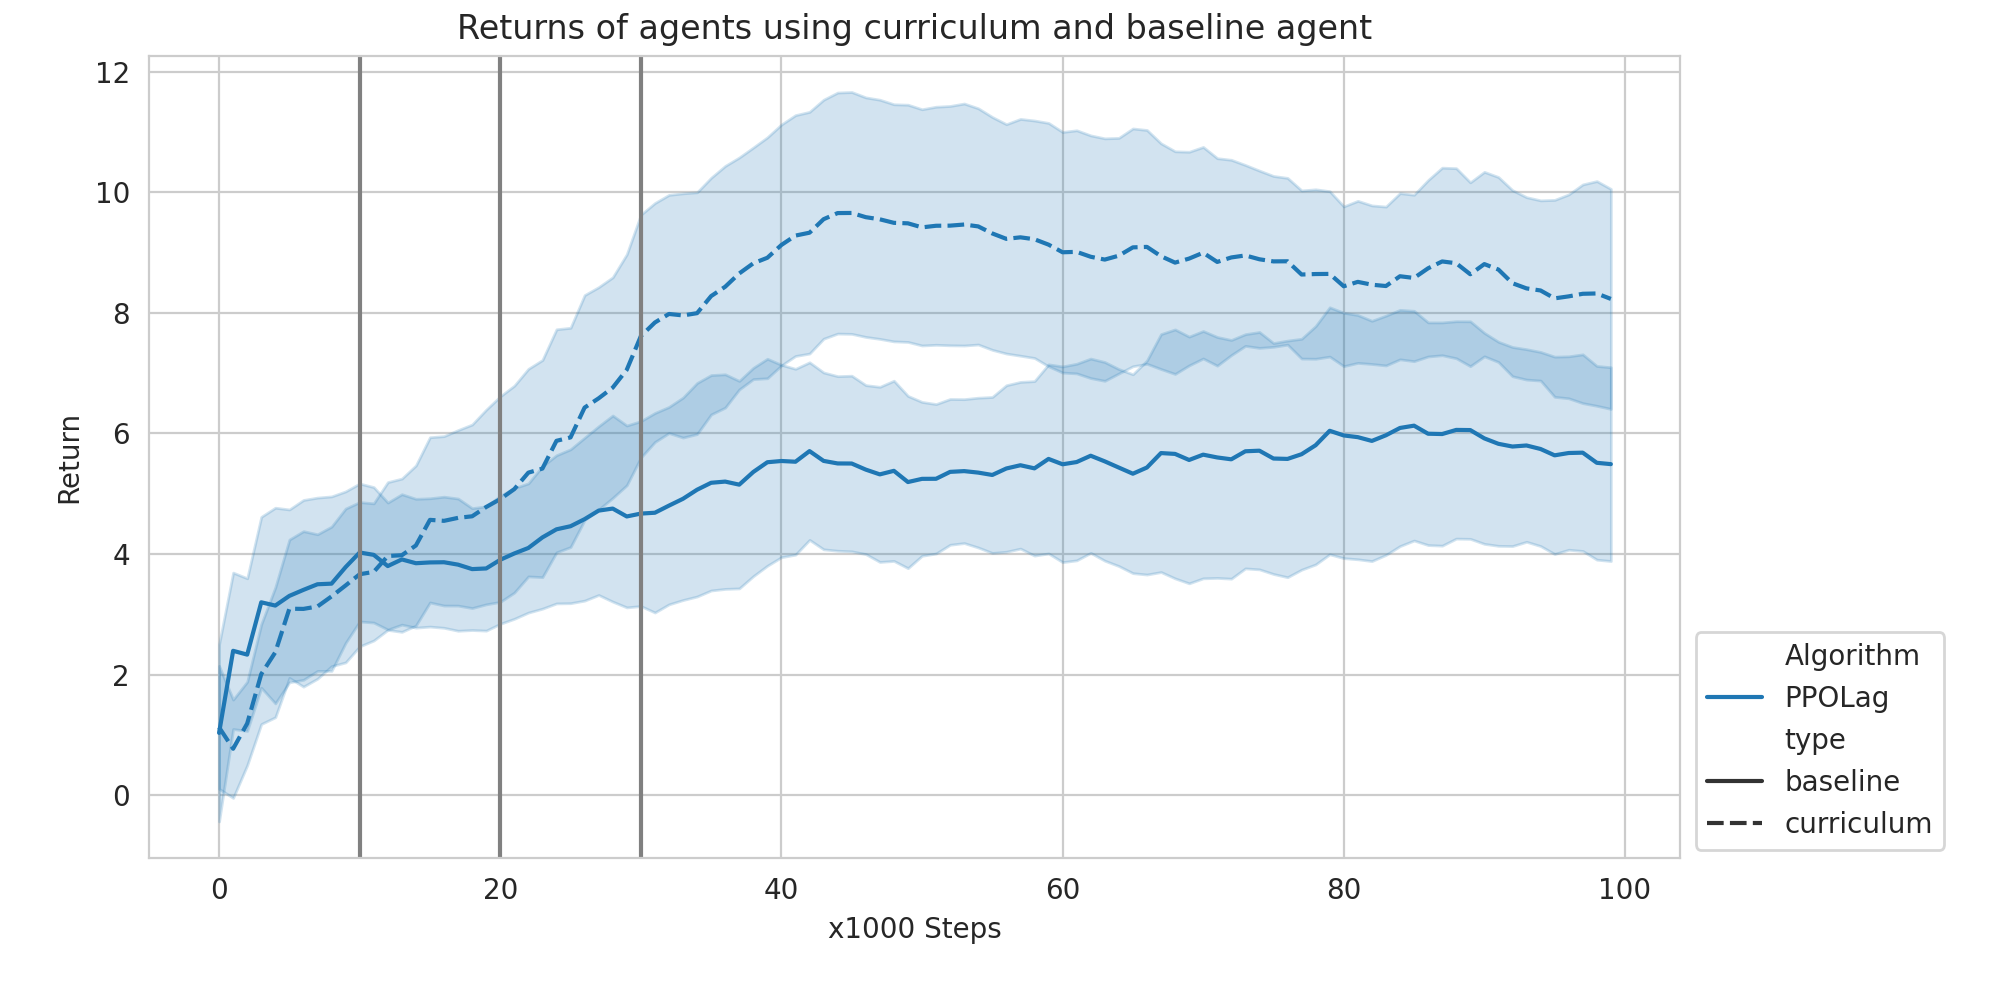 Returns of agents using curriculum and baseline agent
12
10
8
6
4
2
0
Return
0 20 40 60 80 100
x1000 Steps
Algorithm
PPOLag
type
baseline
curriculum